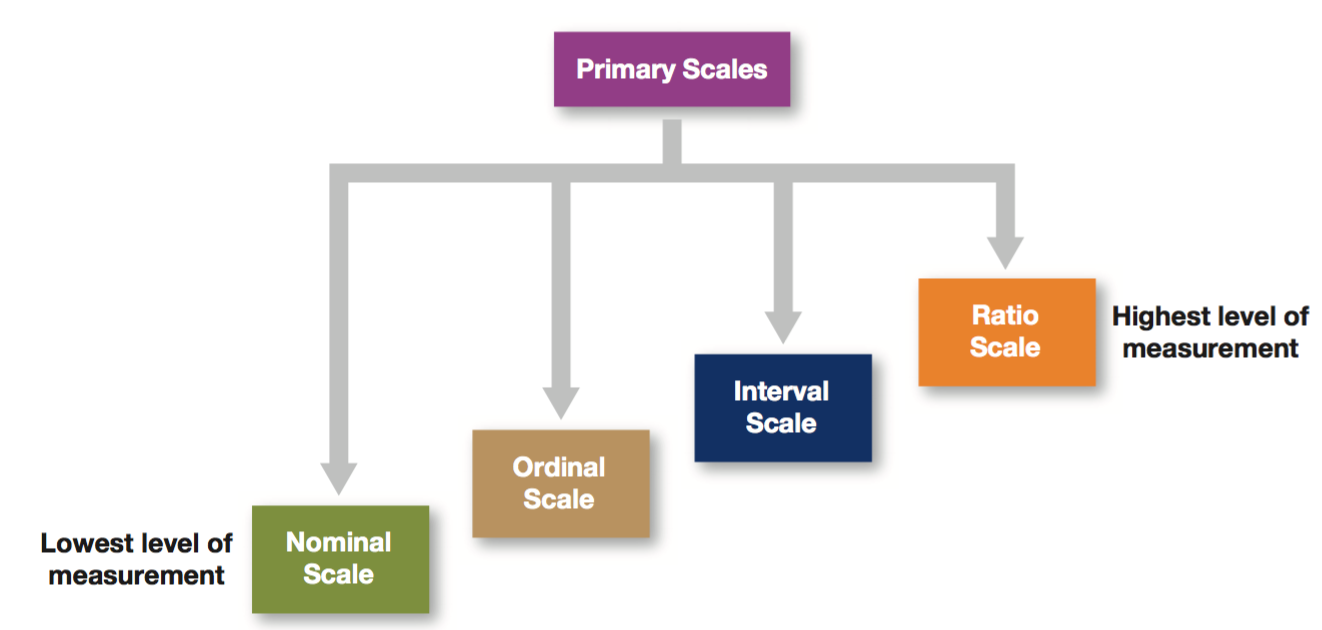 Primary Scales
Ratio
Scale
Highest level of
measurement
Interval
Scale
Ordinal
Scale
Lowest level of
measurement
Nominal
Scale